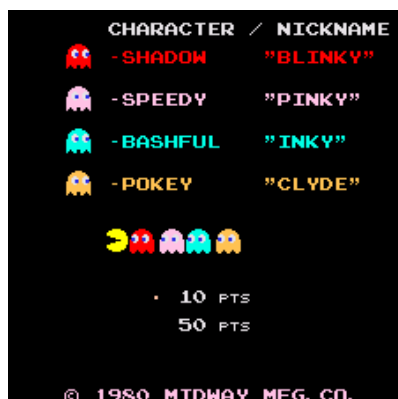 CHARACTER / NICKNAME
-SHADOW "BLINKY"
-SPEEDY "PINKY"
-BASHFUL "INKY"
-POKEY "CLYDE"
10 PTS
50 PTS
© 1980 MIDWAY MFG. CO.